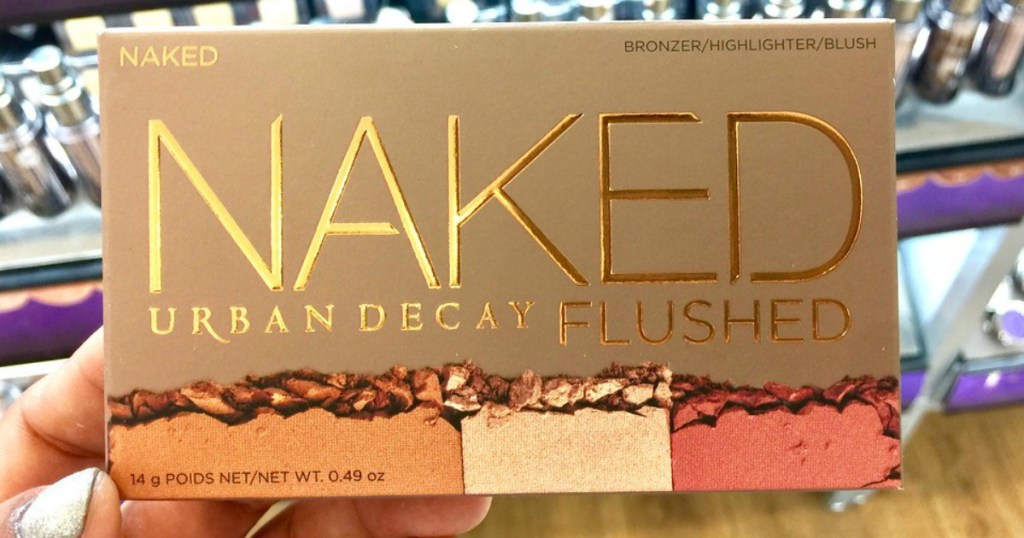 NAKED
BRONZER/HIGHLIGHTER/BLUSH
NAKED
URBAN DECAY FLUSHED
14 g POIDS NET/NET WT. 0.49 oz